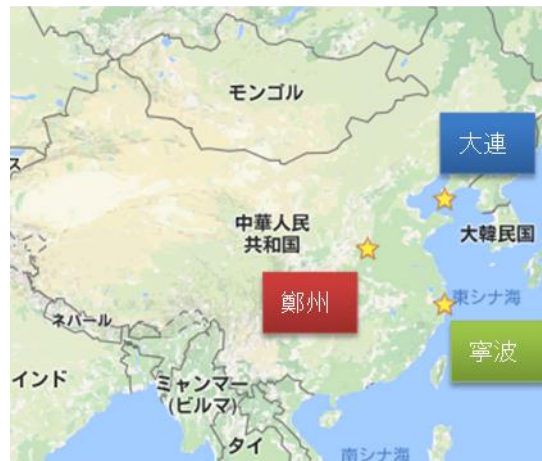 モンゴル
ス
大連
中華人民
共和国
大韓民国
鄭州
東シナ海
ネパール
寧波
インド
ミャンマー
(ビルマ)
タイ
南シナ海